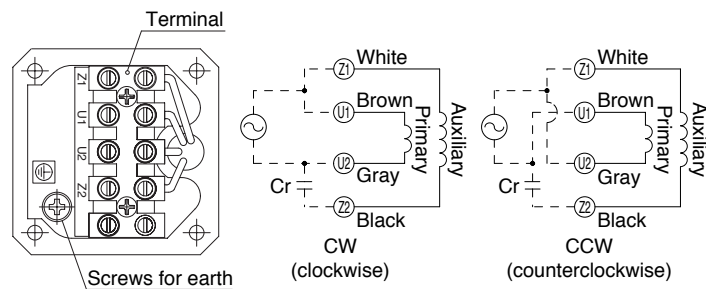 Terminal
Z1
U1
U2
Z2
Screws for earth
Z1 White
U1 Brown
Primary
Auxiliary
U2 Gray
Cr
Z2 Black
CW
(clockwise)
Z1 White
U1 Brown
Primary
Auxiliary
U2 Gray
Cr
Z2 Black
CCW
(counterclockwise)